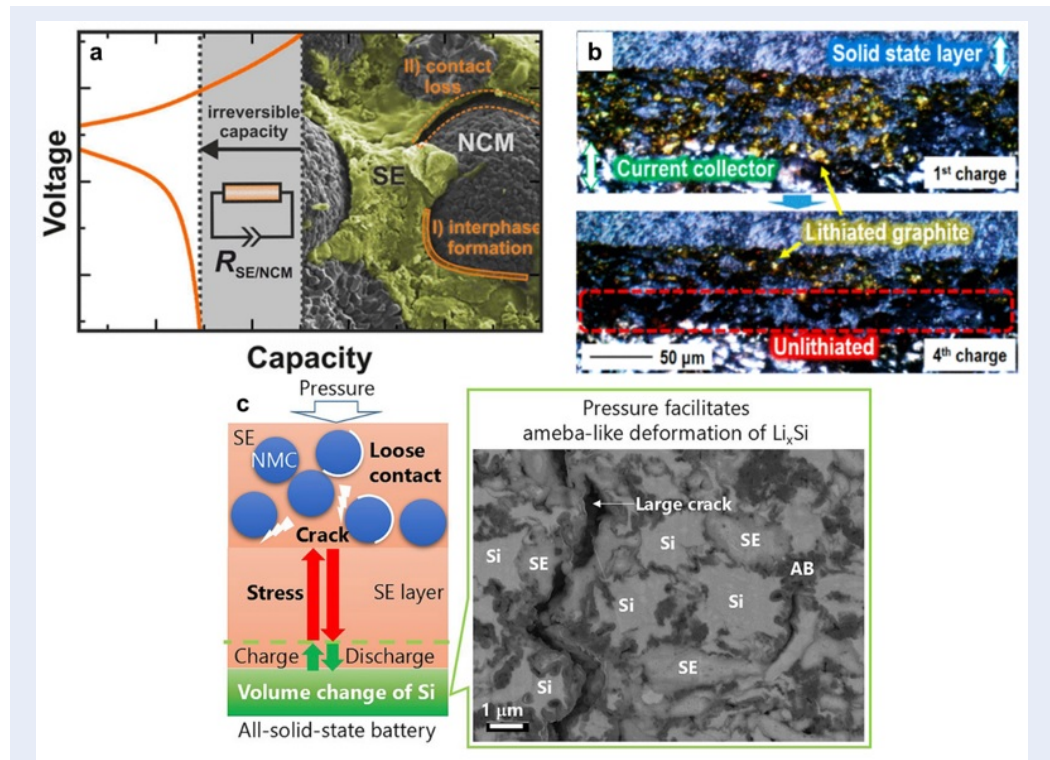 a
Voltage
irreversible
capacity
R SE/NCM
II) contact
loss
NCM
SE
I) interphase
formation
Capacity
b
Solid state layer
Current collector
1st charge
Lithiated graphite
Unlithiated
50 µm
4th charge
c
Pressure
SE
NMC
Loose
contact
Crack
Stress
SE layer
Charge
Discharge
Volume change of Si
All-solid-state battery
Pressure facilitates
ameba-like deformation of LixSi
Large crack
Si
SE
Si
SE
AB
Si
Si
SE
Si
1 µm